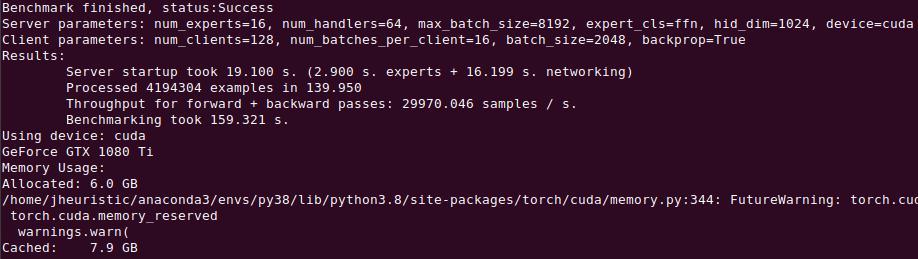 Benchmark finished, status:Success
Server parameters: num_experts=16, num_handlers=64, max_batch_size=8192, expert_cls=ffn, hid_dim=1024, device=cuda
Client parameters: num_clients=128, num_batches_per_client=16, batch_size=2048, backprop=True
Results:
Server startup took 19.100 s. (2.900 s. experts + 16.199 s. networking)
Processed 4194304 examples in 139.950
Throughput for forward + backward passes: 29970.046 samples / s.
Benchmarking took 159.321 s.
Using device: cuda
GeForce GTX 1080 Ti
Memory Usage:
Allocated: 6.0 GB
/home/jheuristic/anaconda3/envs/py38/lib/python3.8/site-packages/torch/cuda/memory.py:344: FutureWarning: torch.cud
torch.cuda.memory_reserved
warnings.warn(
Cached: 7.9 GB